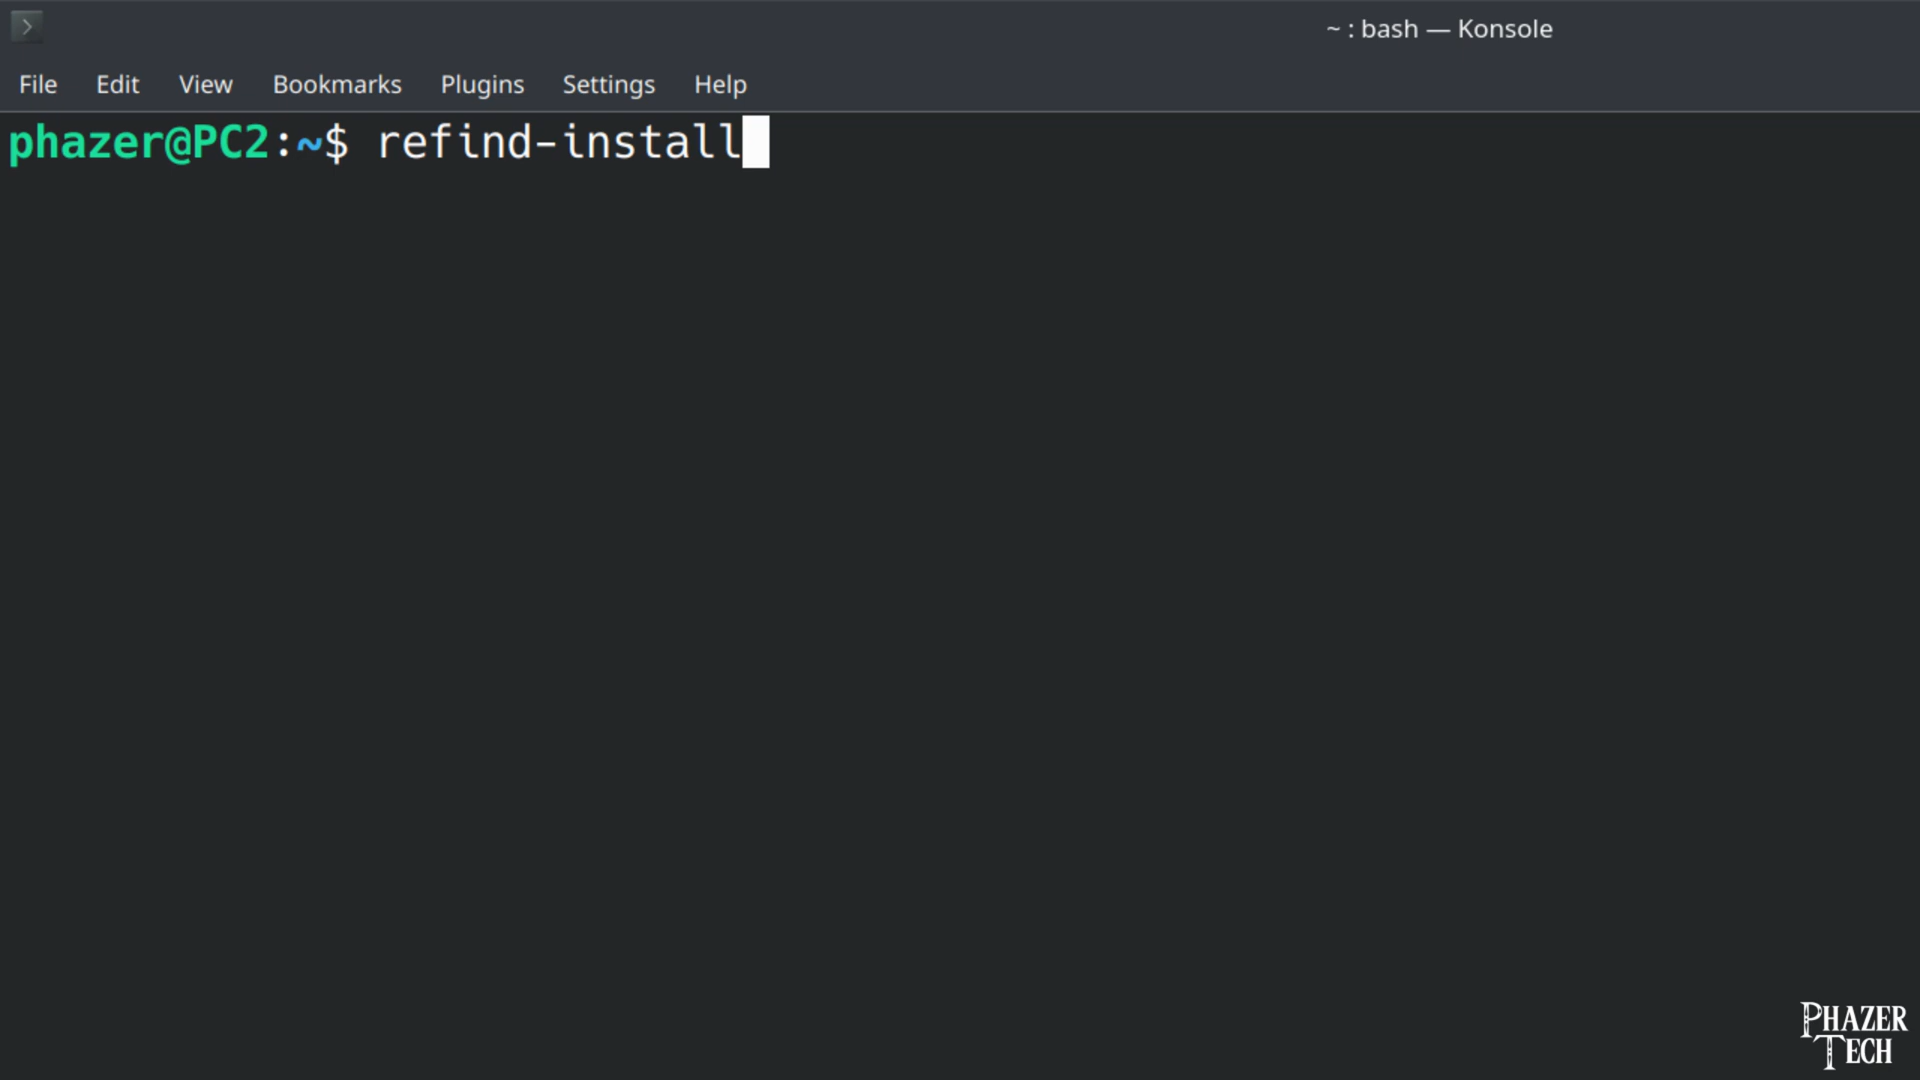 ~ : bash — Konsole
File Edit View Bookmarks Plugins Settings Help
phazer@PC2:~$ refind-install
PHAZER
TECH